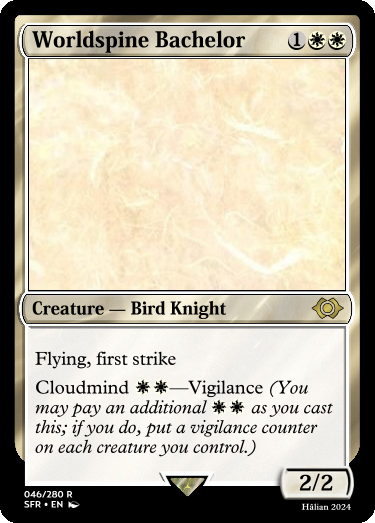 Worldspine Bachelor 1
Creature — Bird Knight
Flying, first strike
Cloudmind —Vigilance (You
may pay an additional as you cast
this; if you do, put a vigilance counter
on each creature you control.)
2/2
046/280 R
SFR • EN
Hālian 2024